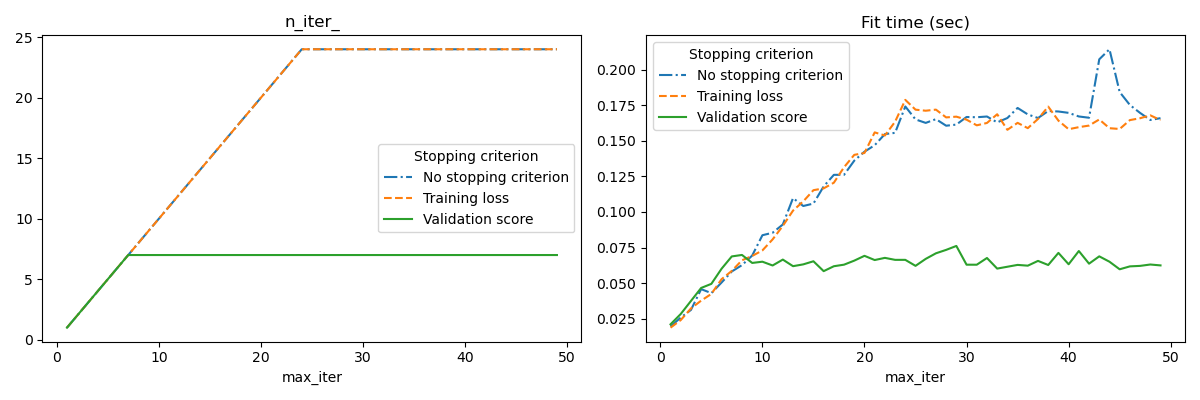 n_iter_
25
20
15
10
5
0
Stopping criterion
No stopping criterion
Training loss
Validation score
0 10 20 30 40 50
max_iter
Fit time (sec)
Stopping criterion
No stopping criterion
Training loss
Validation score
0.200
0.175
0.150
0.125
0.100
0.075
0.050
0.025
0 10 20 30 40 50
max_iter